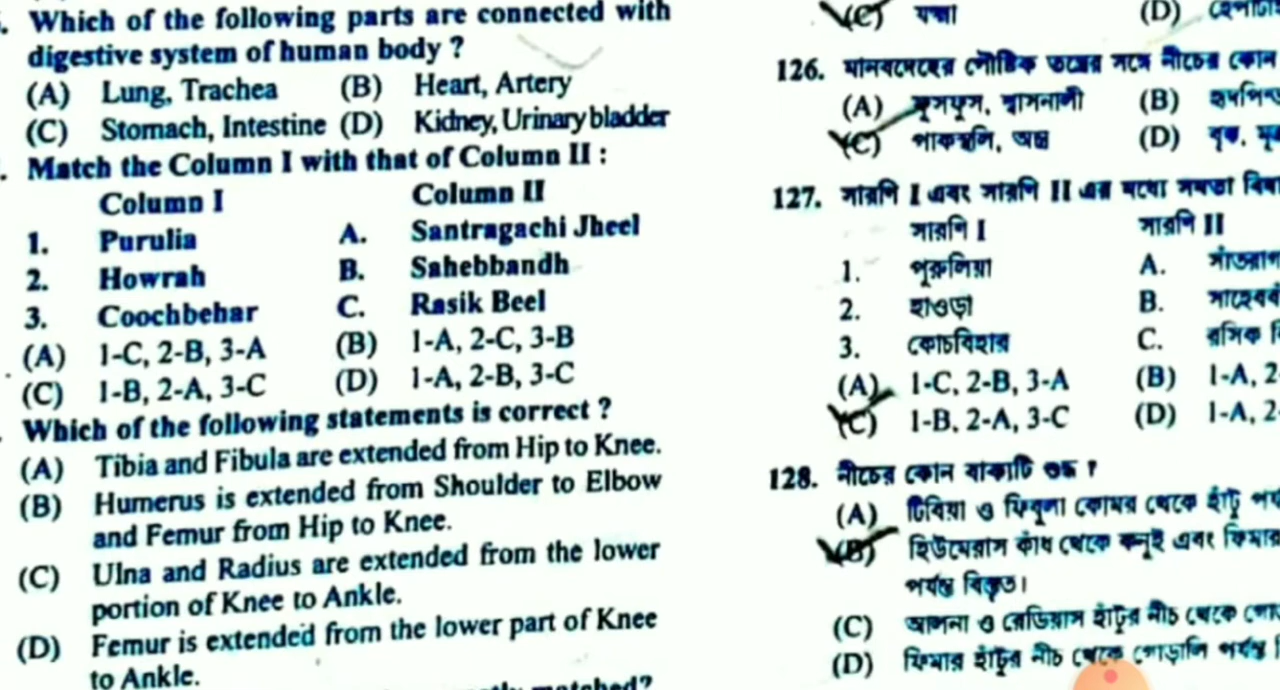 . Which of the following parts are connected with
digestive system of human body ?
(A) Lung, Trachea (B) Heart, Artery
(C) Stomach, Intestine (D) Kidney, Urinary bladder
. Match the Column I with that of Column II :
Column I Column II
1. Purulia A. Santragachi Jheel
2. Howrah B. Sahebbandh
3. Coochbehar C. Rasik Beel
(A) 1-C, 2-B, 3-A (B) 1-A, 2-C, 3-B
(C) 1-B, 2-A, 3-C (D) 1-A, 2-B, 3-C
. Which of the following statements is correct ?
(A) Tibia and Fibula are extended from Hip to Knee.
(B) Humerus is extended from Shoulder to Elbow
and Femur from Hip to Knee.
(C) Ulna and Radius are extended from the lower
portion of Knee to Ankle.
(D) Femur is extended from the lower part of Knee
to Ankle.
matched?
(C) যক্ষ্মা (D)
126. মানবদেহের পৌষ্টিক তন্ত্রের সঙ্গে নীচের কোন
(A) ফুসফুস, শ্বাসনালী (B)
(C) পাকস্থলি, অন্ত্র (D) বৃক্ক,
127. সারণি I এবং সারণি II এর মধ্যে সমতা
সারণি I সারণি II
1. পুরুলিয়া A.
2. হাওড়া B.
3. কোচবিহার C. রসিক
(A) 1-C, 2-B, 3-A (B) 1-A, 2
(C) 1-B, 2-A, 3-C (D) 1-A, 2-
128. নীচের কোন বাক্যটি শুদ্ধ ?
(A) টিবিয়া ও ফিবুলা কোমর থেকে হাঁটু
(B) হিউমেরাস কাঁধ থেকে কনুই এবং ফিমার
পর্যন্ত বিস্তৃত।
(C) আলনা ও রেডিয়াস হাঁটুর নীচ থেকে
(D) ফিমার হাঁটুর নীচ থেকে গোড়ালি পর্যন্ত